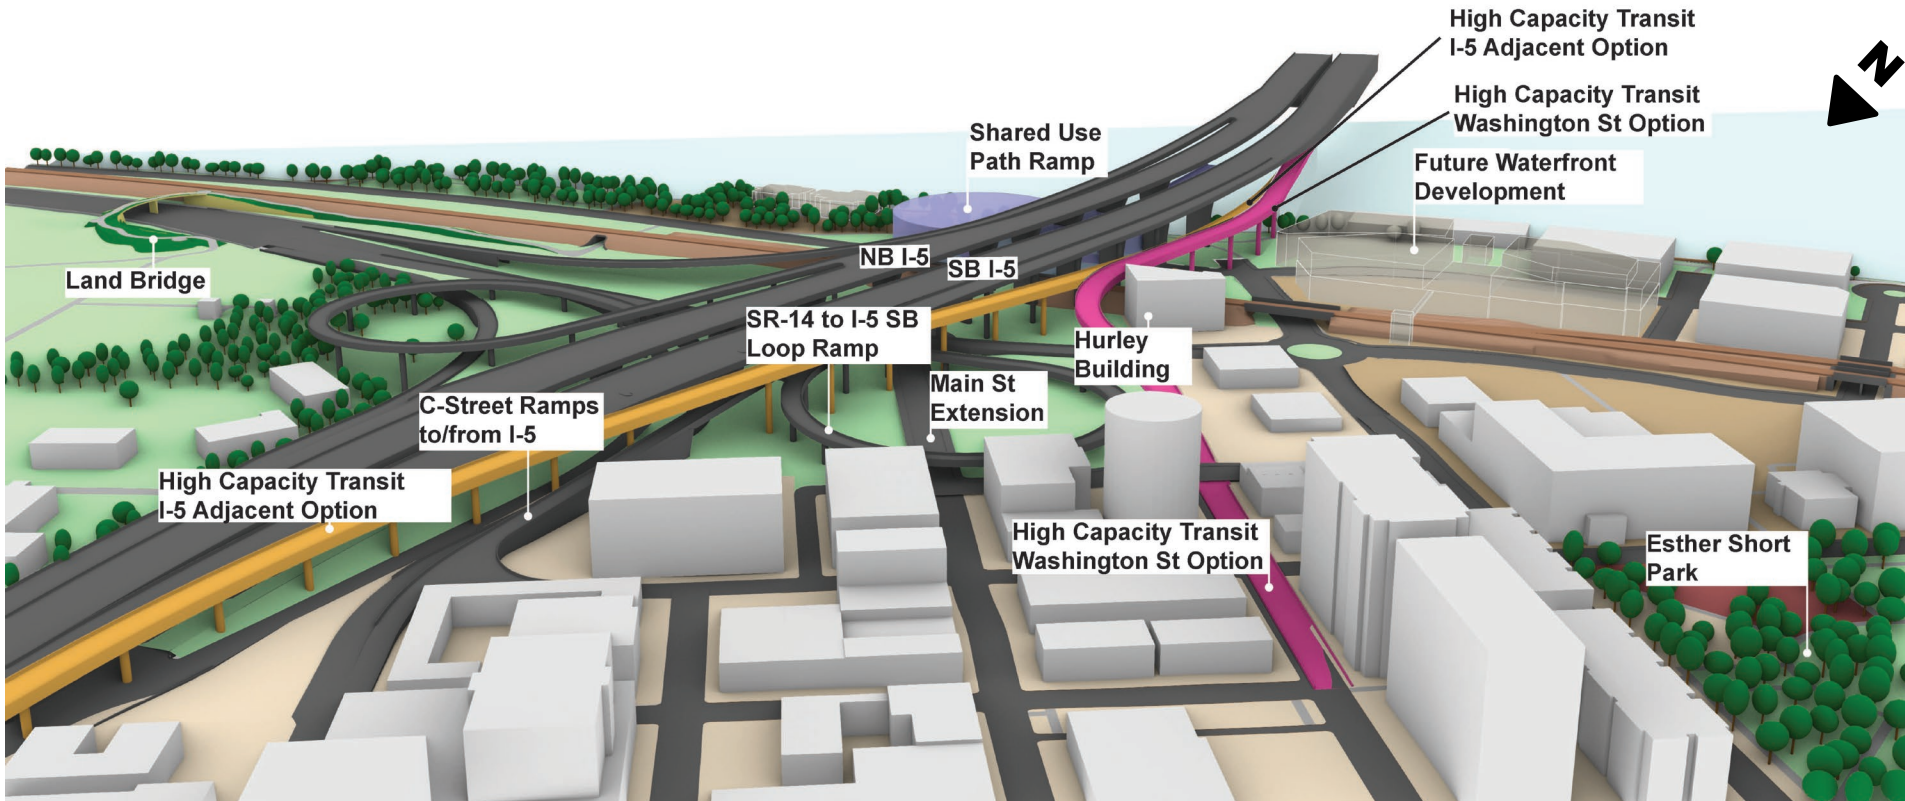 High Capacity Transit
I-5 Adjacent Option
N
High Capacity Transit
Washington St Option
Shared Use
Path Ramp
Future Waterfront
Development
Land Bridge
NB I-5
SB I-5
SR-14 to I-5 SB
Loop Ramp
Hurley
Building
Main St
Extension
C-Street Ramps
to/from I-5
High Capacity Transit
I-5 Adjacent Option
High Capacity Transit
Washington St Option
Esther Short
Park